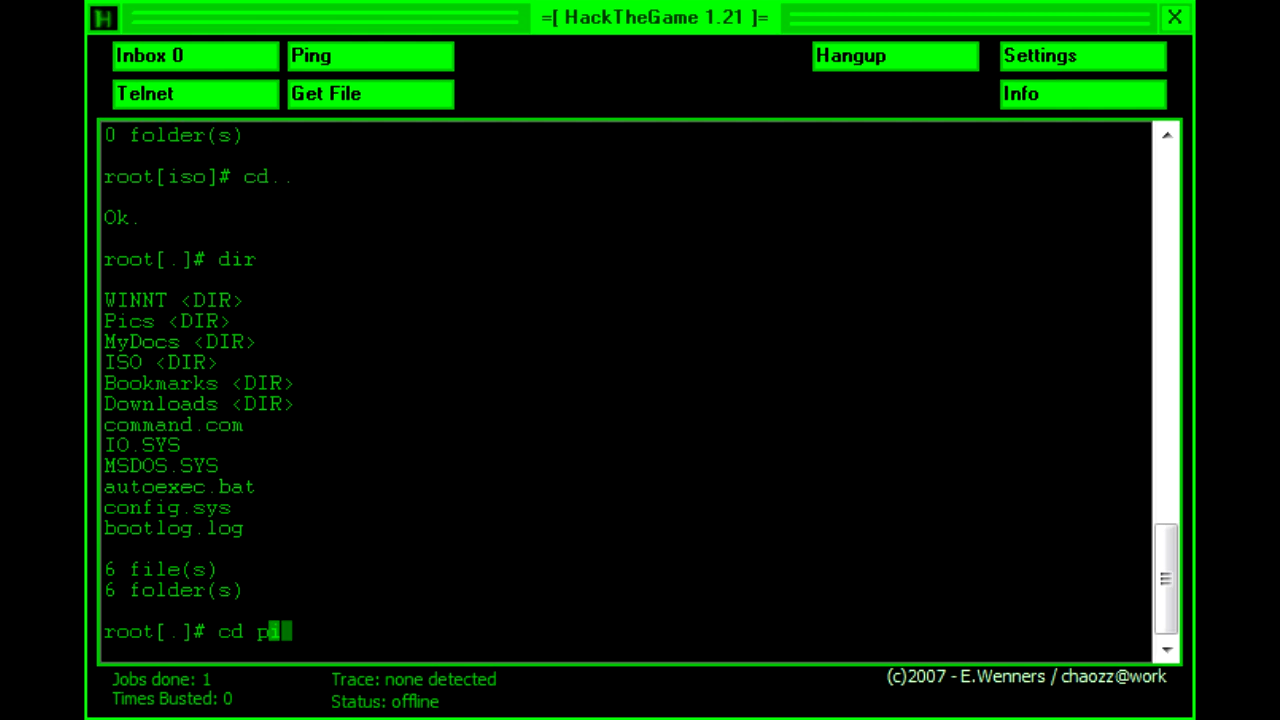 H
=[ HackTheGame 1.21 ]=
X
Inbox 0
Ping
Hangup
Settings
Telnet
Get File
Info
0 folder(s)
root[iso]# cd..
Ok.
root[.]# dir
WINNT <DIR>
Pics <DIR>
MyDocs <DIR>
ISO <DIR>
Bookmarks <DIR>
Downloads <DIR>
command.com
IO.SYS
MSDOS.SYS
autoexec.bat
config.sys
bootlog.log
6 file(s)
6 folder(s)
root[.]# cd pi
Jobs done: 1
Trace: none detected
(c)2007 - E.Wenners / chaozz@work
Times Busted: 0
Status: offline